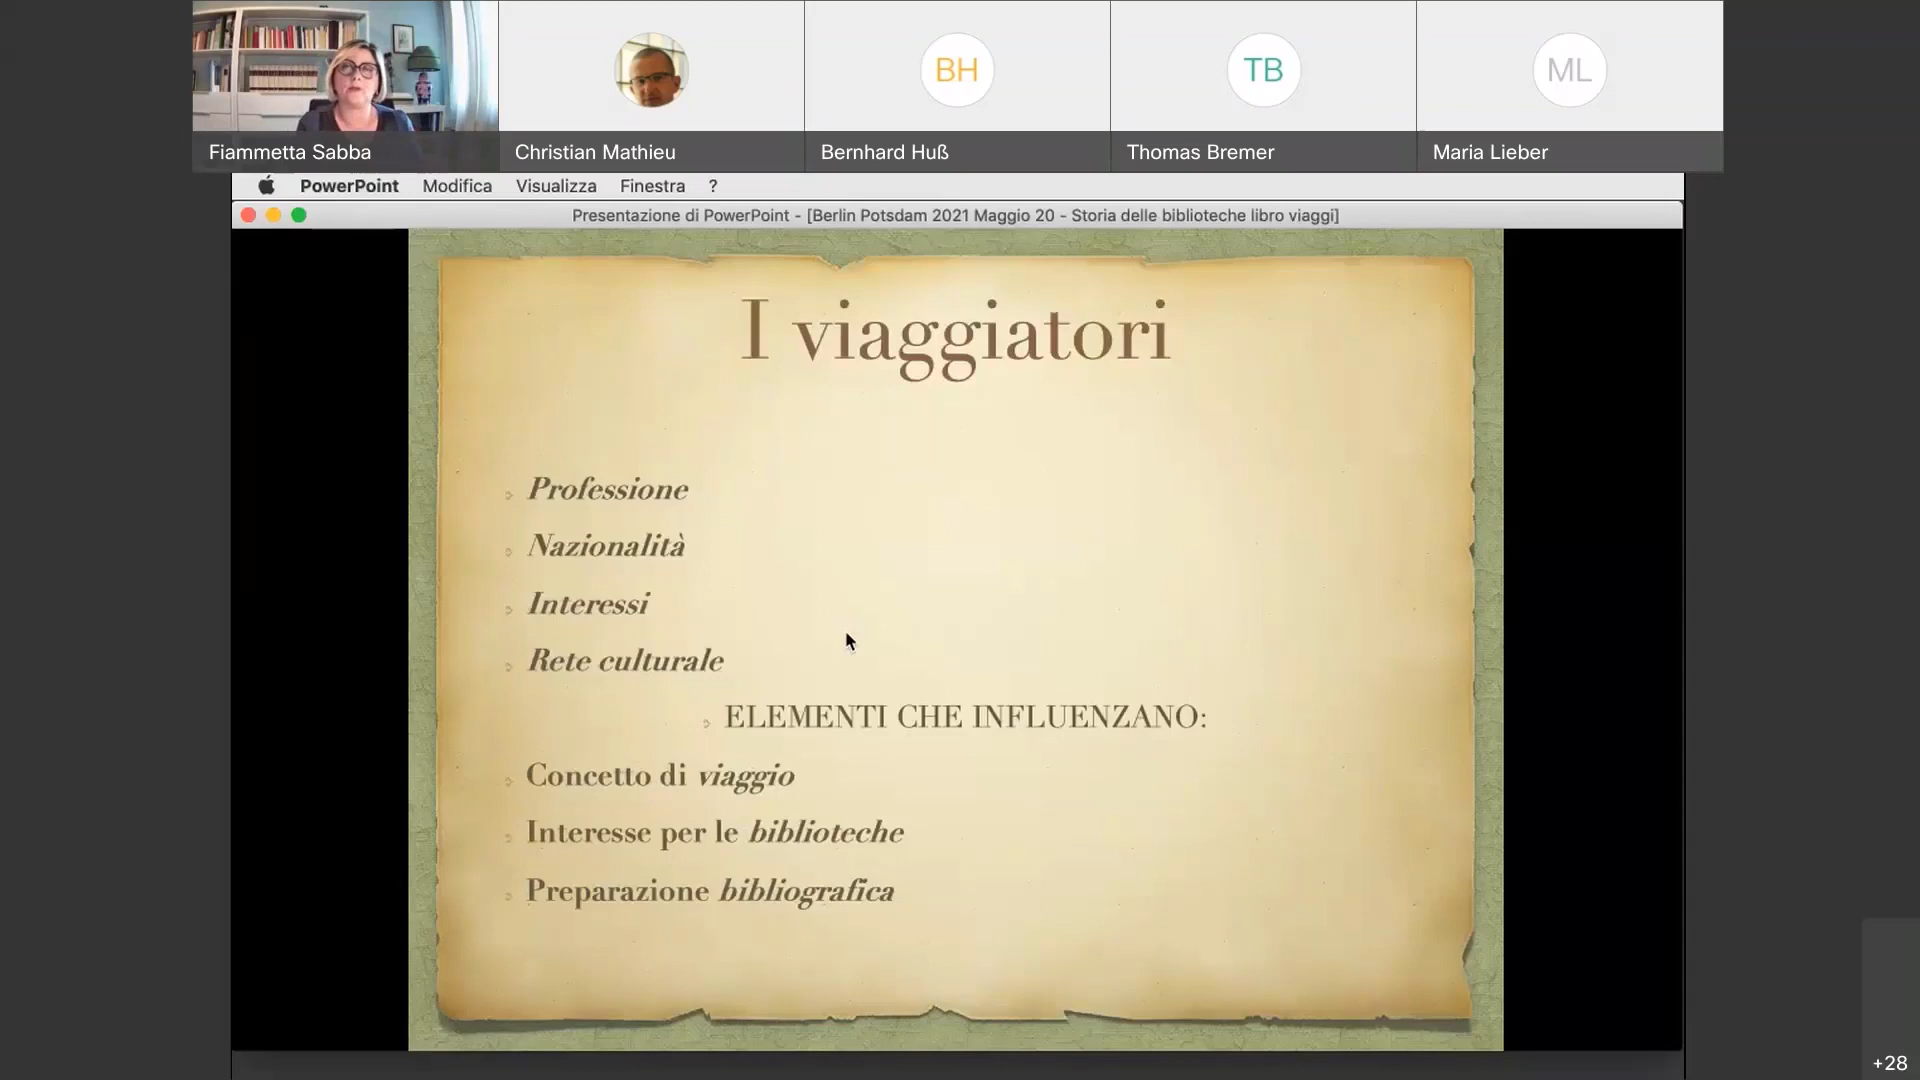 BH
TB
ML
Fiammetta Sabba
Christian Mathieu
Bernhard Huß
Thomas Bremer
Maria Lieber
PowerPoint Modifica Visualizza Finestra ?
Presentazione di PowerPoint - [Berlin Potsdam 2021 Maggio 20 - Storia delle biblioteche libro viaggi]
I viaggiatori
Professione
Nazionalità
Interessi
Rete culturale
ELEMENTI CHE INFLUENZANO:
Concetto di viaggio
Interesse per le biblioteche
Preparazione bibliografica
+28